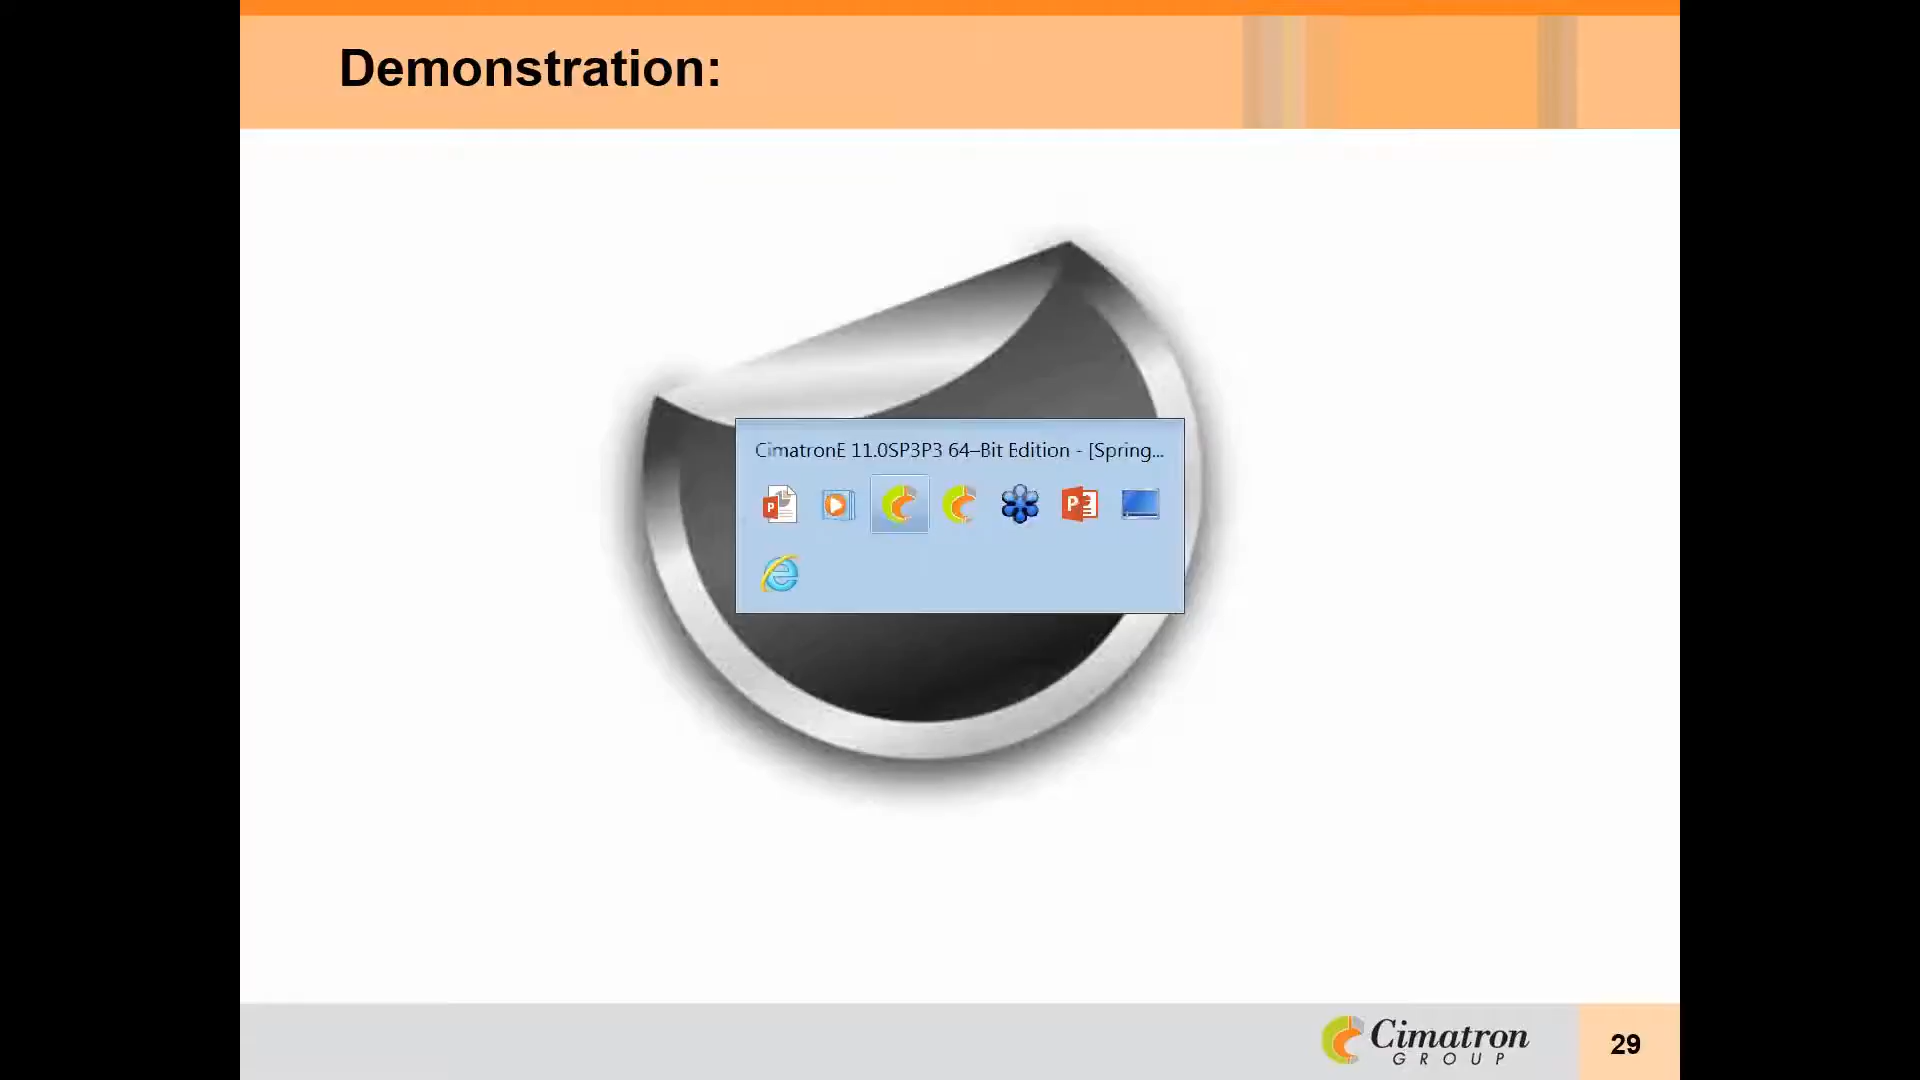 Demonstration:
CimatronE 11.0SP3P3 64–Bit Edition - [Spring...
Cimatron
GROUP
29